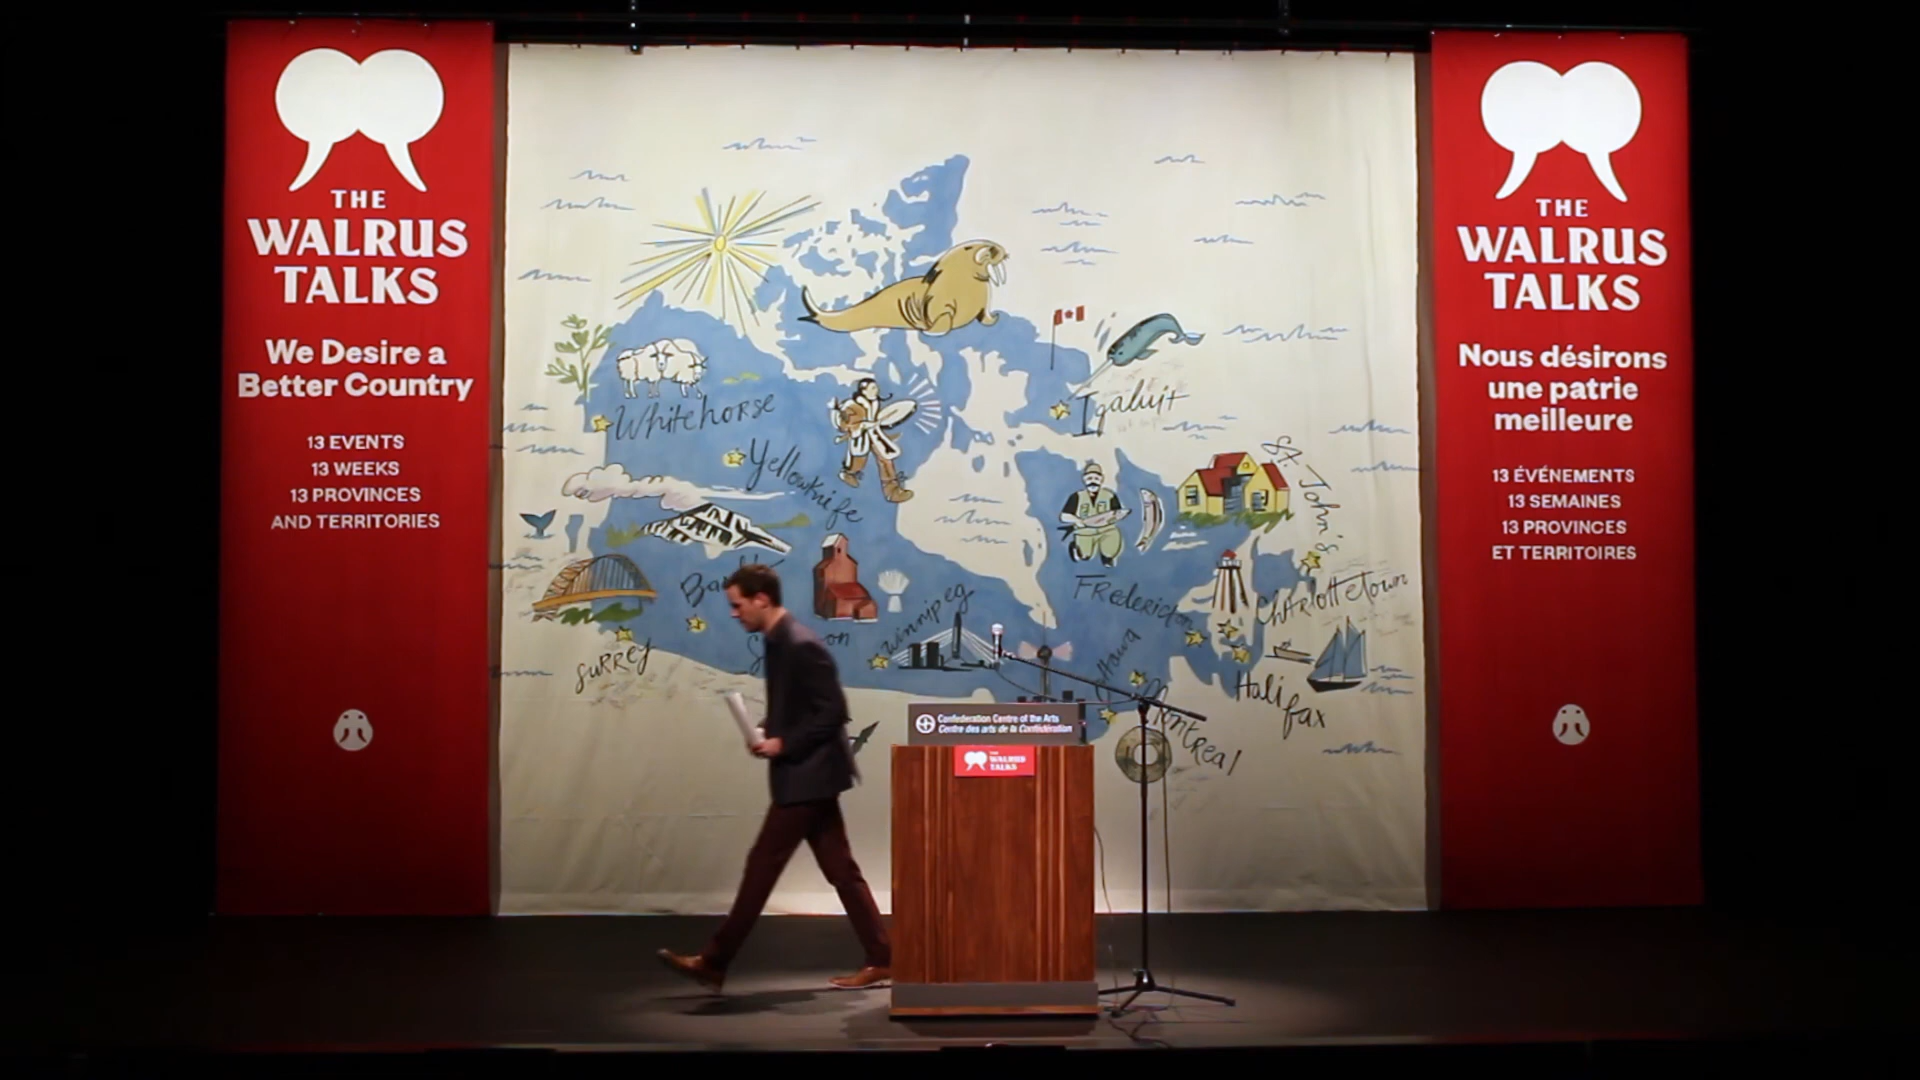 THE
WALRUS
TALKS
We Desire a
Better Country
13 EVENTS
13 WEEKS
13 PROVINCES
AND TERRITORIES
Whitehorse
Yellowknife
Iqaluit
St. John's
Surrey
Winnipeg
Fredericton
Charlottetown
Halifax
Montreal
Confederation Centre of the Arts
Centre des arts de la Confédération
THE
WALRUS
TALKS
THE
WALRUS
TALKS
Nous désirons
une patrie
meilleure
13 ÉVÉNEMENTS
13 SEMAINES
13 PROVINCES
ET TERRITOIRES